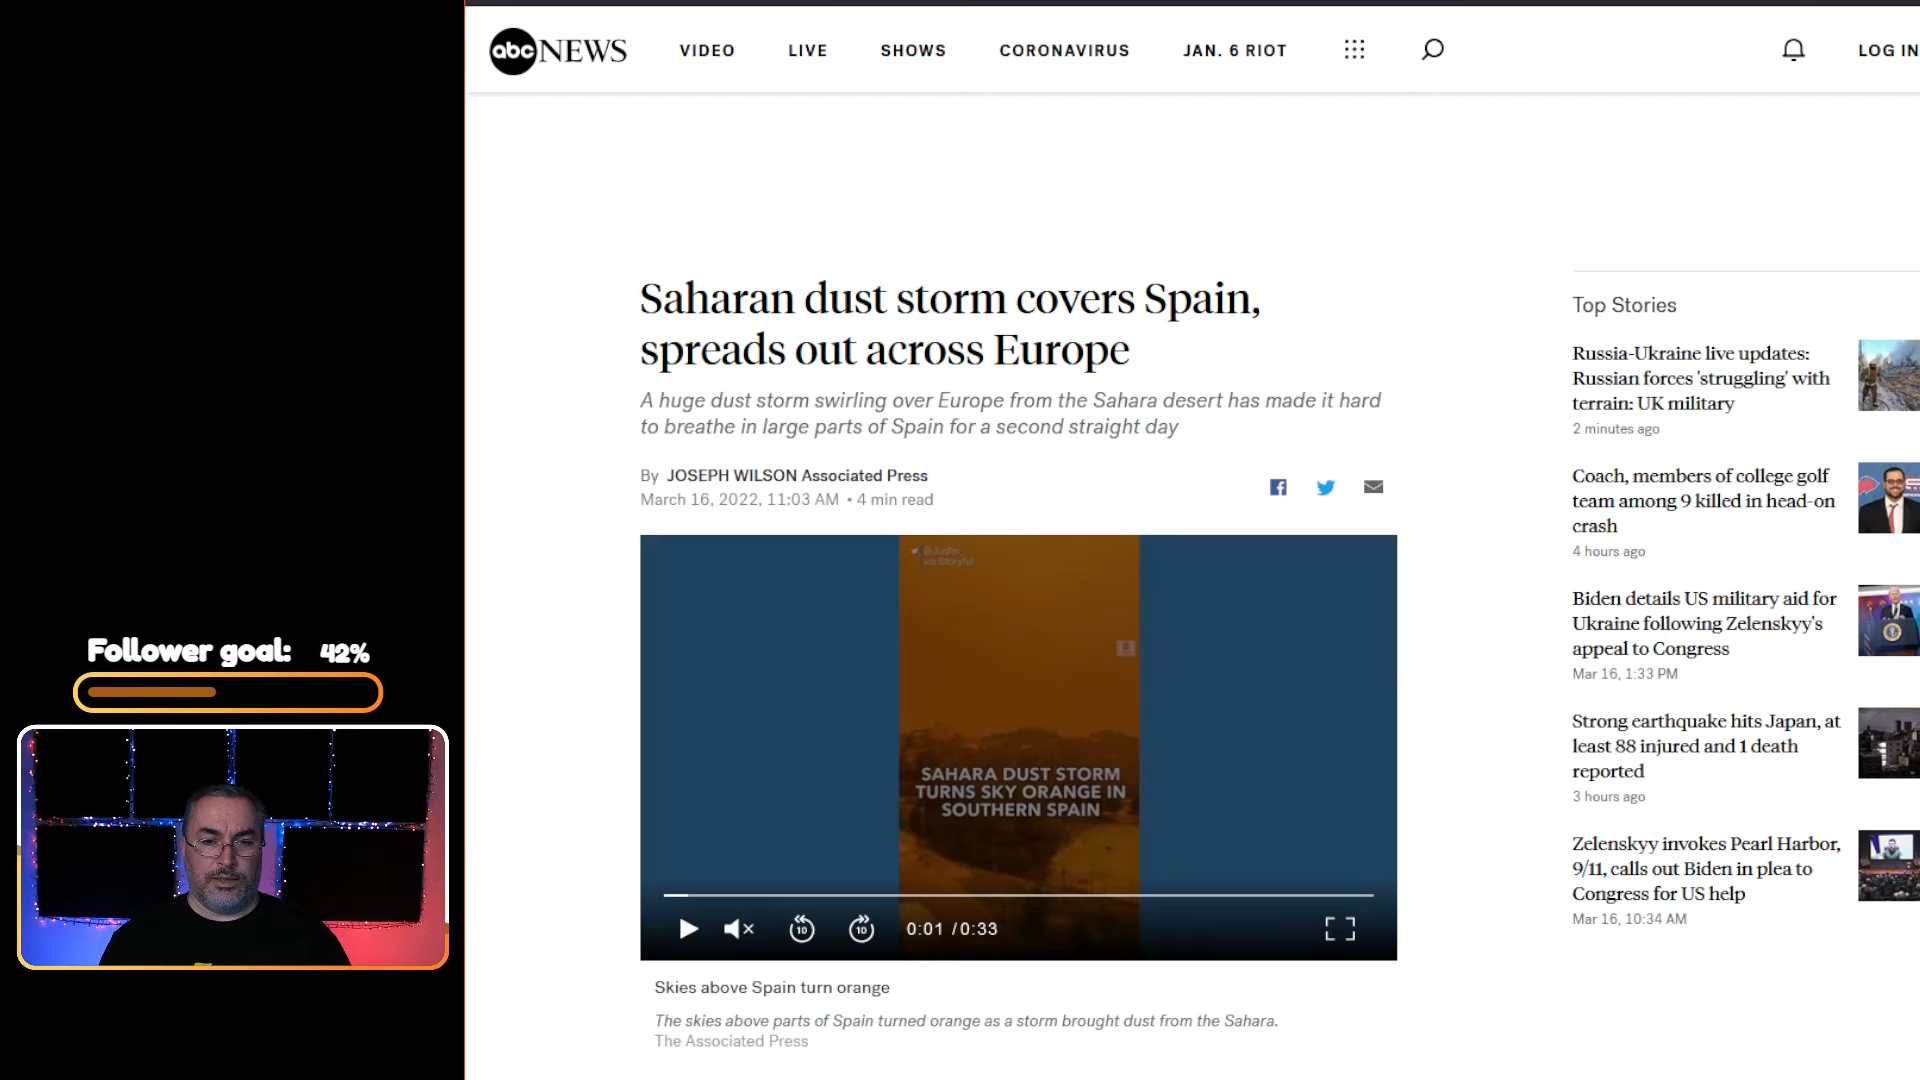 abc NEWS
VIDEO
LIVE
SHOWS
CORONAVIRUS
JAN. 6 RIOT
LOG IN
Saharan dust storm covers Spain,
spreads out across Europe
A huge dust storm swirling over Europe from the Sahara desert has made it hard
to breathe in large parts of Spain for a second straight day
By JOSEPH WILSON Associated Press
March 16, 2022, 11:03 AM • 4 min read
via Storyful
SAHARA DUST STORM
TURNS SKY ORANGE IN
SOUTHERN SPAIN
10
10
0:01 / 0:33
Skies above Spain turn orange
The skies above parts of Spain turned orange as a storm brought dust from the Sahara.
The Associated Press
Top Stories
Russia-Ukraine live updates:
Russian forces 'struggling' with
terrain: UK military
2 minutes ago
Coach, members of college golf
team among 9 killed in head-on
crash
4 hours ago
Biden details US military aid for
Ukraine following Zelenskyy's
appeal to Congress
Mar 16, 1:33 PM
Strong earthquake hits Japan, at
least 88 injured and 1 death
reported
3 hours ago
Zelenskyy invokes Pearl Harbor,
9/11, calls out Biden in plea to
Congress for US help
Mar 16, 10:34 AM
Follower goal: 42%